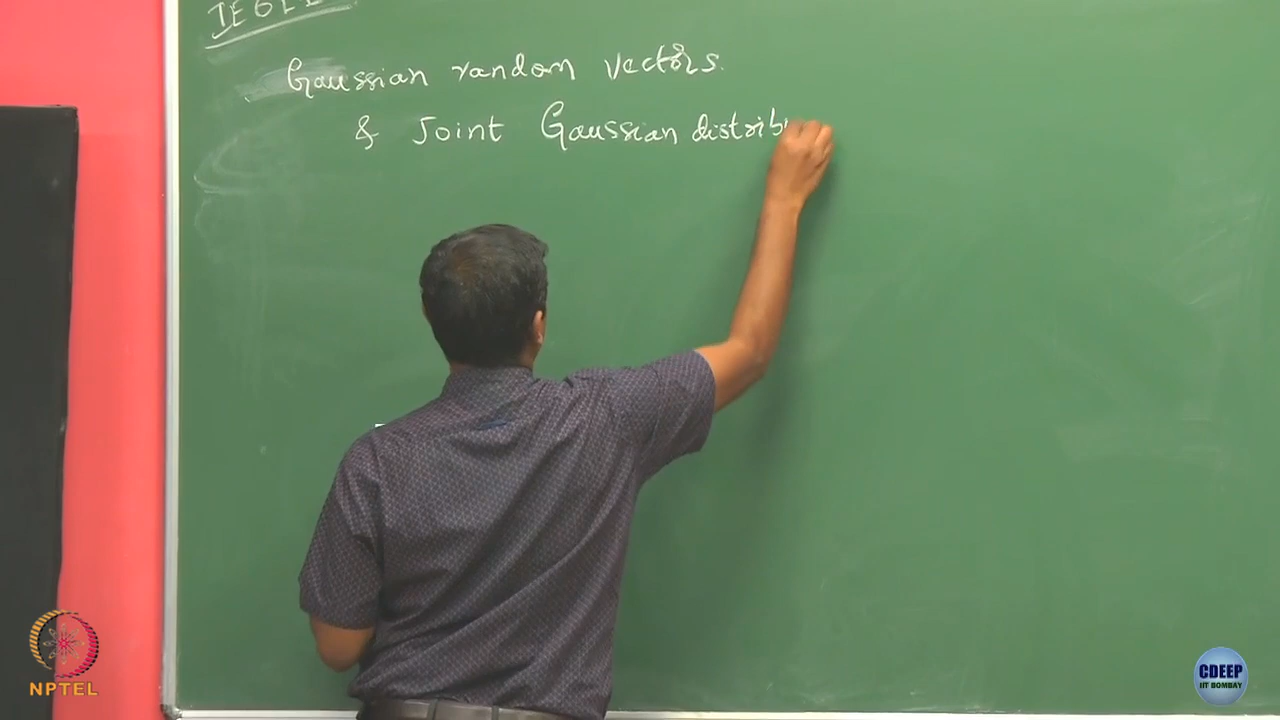 Gaussian random vectors.
& Joint Gaussian distrib
NPTEL
CDEEP
IIT BOMBAY